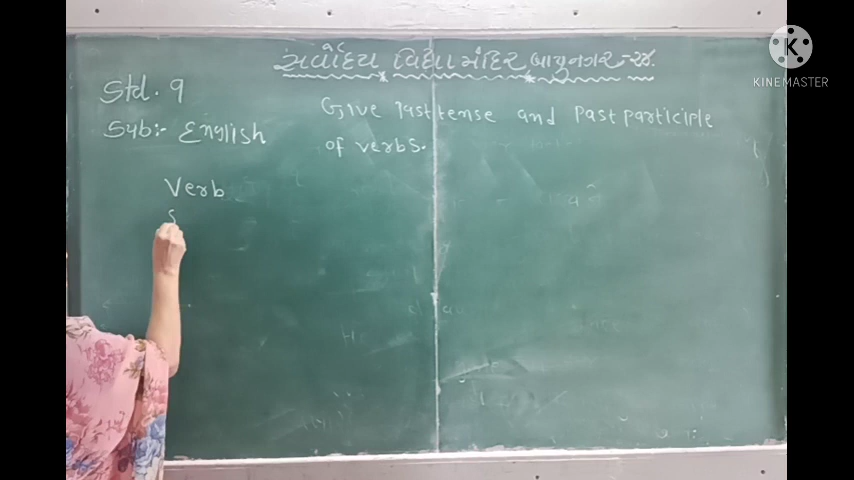 સર્વોદય વિદ્યામંદિર બાપુનગર-૨૪.
Std. 9
Sub:- English
Give Past tense and Past participle
of verbs.
Verb
S
K
KINEMASTER